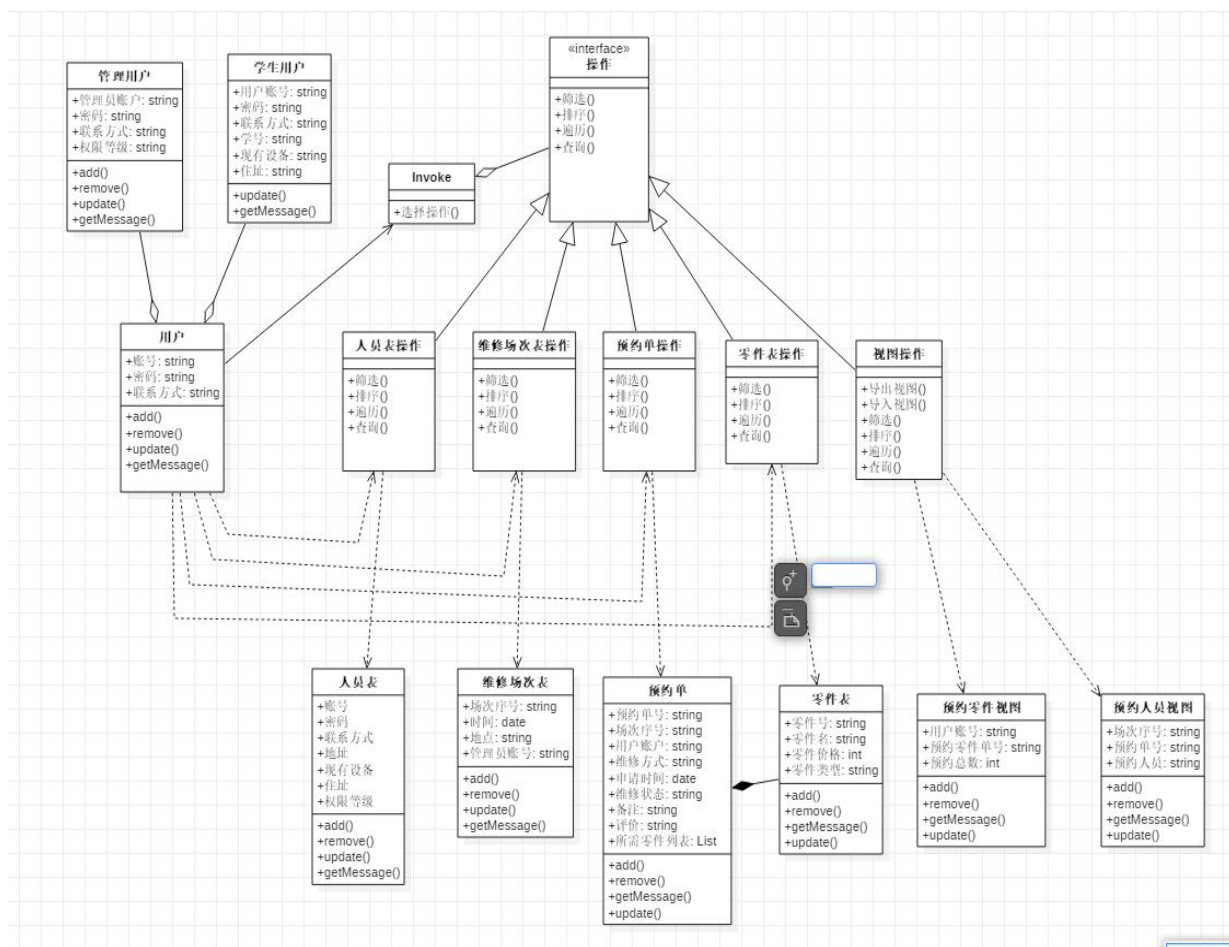 管理用户
+管理员账户: string
+密码: string
+联系方式: string
+权限等级: string
+add()
+remove()
+update()
+getMessage()
学生用户
+用户账号: string
+密码: string
+联系方式: string
+学号: string
+现有设备: string
+住址: string
+update()
+getMessage()
«interface»
操作
+筛选()
+排序()
+遍历()
+查询()
Invoke
+选择操作()
用户
+账号: string
+密码: string
+联系方式: string
+add()
+remove()
+update()
+getMessage()
人员表操作
+筛选()
+排序()
+遍历()
+查询()
维修场次表操作
+筛选()
+排序()
+遍历()
+查询()
预约单操作
+筛选()
+排序()
+遍历()
+查询()
零件表操作
+筛选()
+排序()
+遍历()
+查询()
视图操作
+导出视图()
+导入视图()
+筛选()
+排序()
+遍历()
+查询()
人员表
+账号
+密码
+联系方式
+地址
+现有设备
+住址
+权限等级
+add()
+remove()
+update()
+getMessage()
维修场次表
+场次序号: string
+时间: date
+地点: string
+管理员账号: string
+add()
+remove()
+update()
+getMessage()
预约单
+预约单号: string
+场次序号: string
+用户账户: string
+维修方式: string
+申请时间: date
+维修状态: string
+备注: string
+评价: string
+所需零件列表: List
+add()
+remove()
+getMessage()
+update()
零件表
+零件号: string
+零件名: string
+零件价格: int
+零件类型: string
+add()
+remove()
+getMessage()
+update()
预约零件视图
+用户账号: string
+预约零件单号: string
+预约总数: int
+add()
+remove()
+getMessage()
+update()
预约人员视图
+场次序号: string
+预约单号: string
+预约人员: string
+add()
+remove()
+getMessage()
+update()